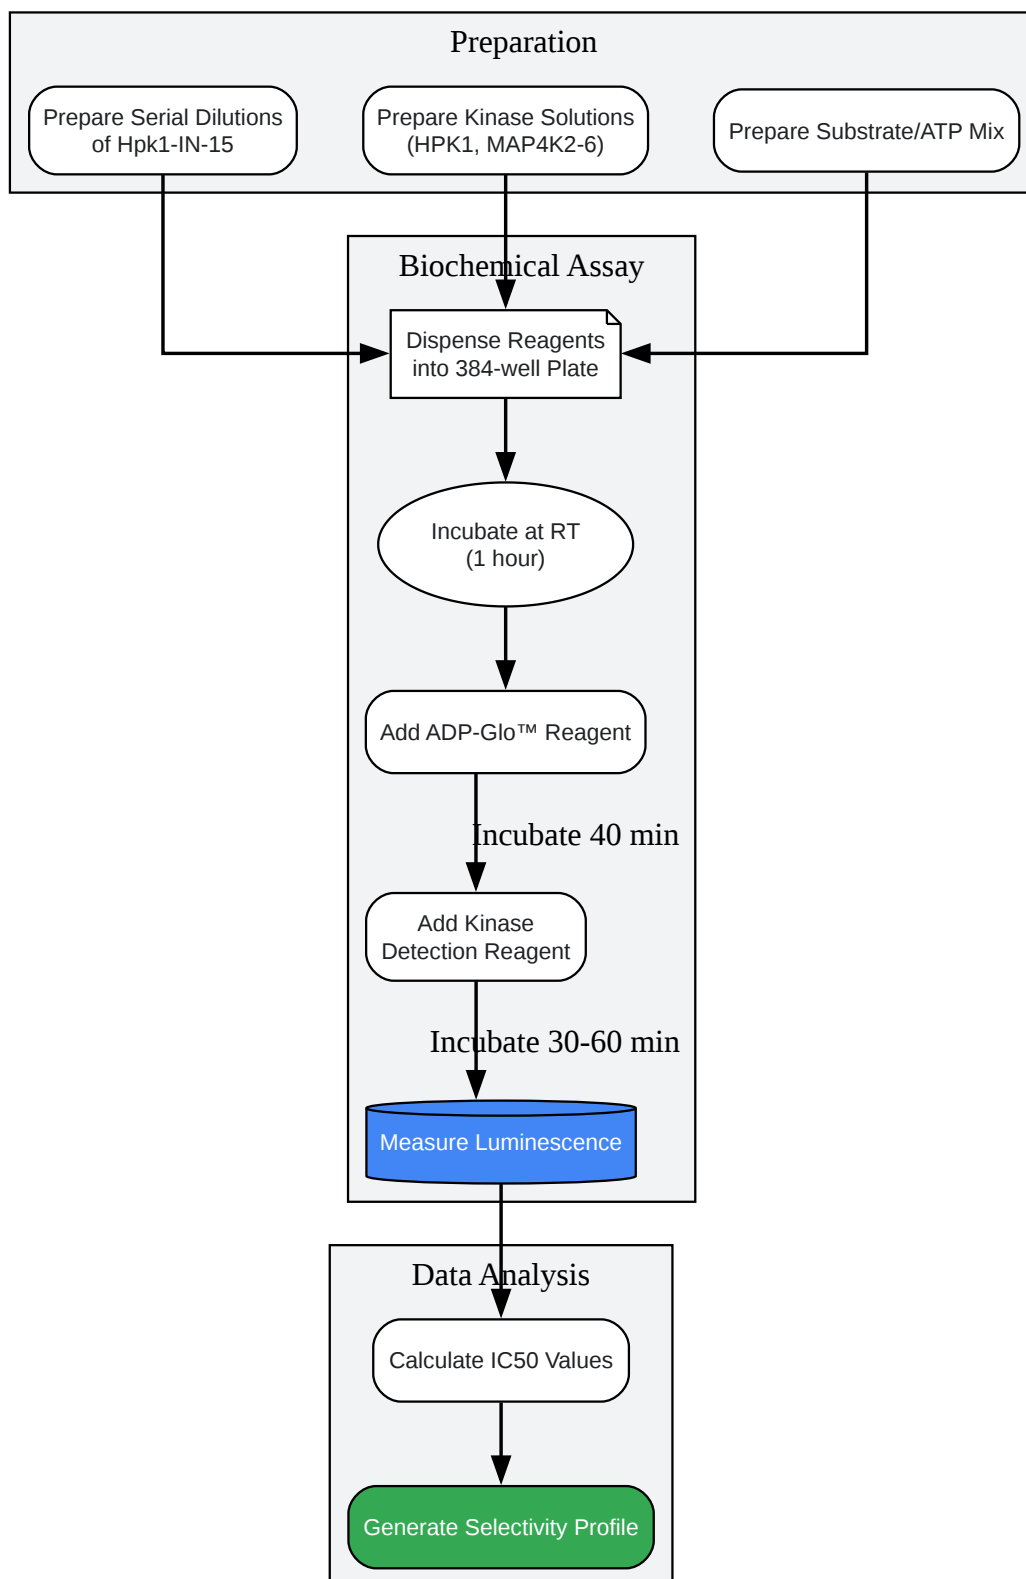 Preparation
Prepare Serial Dilutions
of Hpk1-IN-15
Prepare Kinase Solutions
(HPK1, MAP4K2-6)
Prepare Substrate/ATP Mix
Biochemical Assay
Dispense Reagents
into 384-well Plate
Incubate at RT
(1 hour)
Add ADP-Glo™ Reagent
Incubate 40 min
Add Kinase
Detection Reagent
Incubate 30-60 min
Measure Luminescence
Data Analysis
Calculate IC50 Values
Generate Selectivity Profile